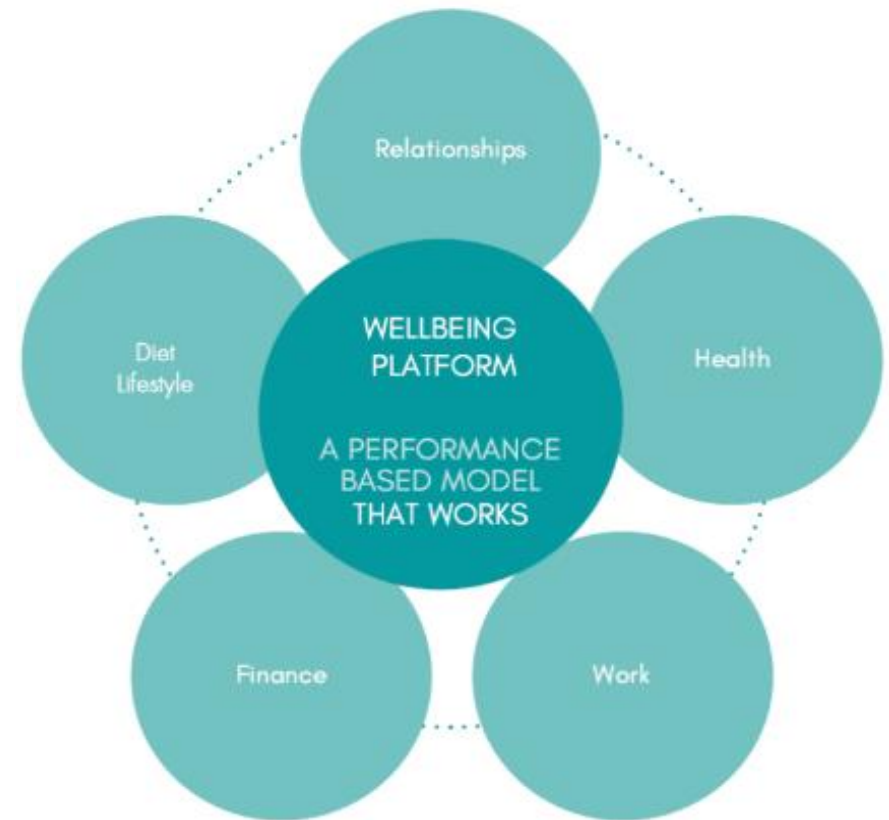 Relationships
Diet
Lifestyle
WELLBEING
PLATFORM
A PERFORMANCE
BASED MODEL
THAT WORKS
Health
Finance
Work